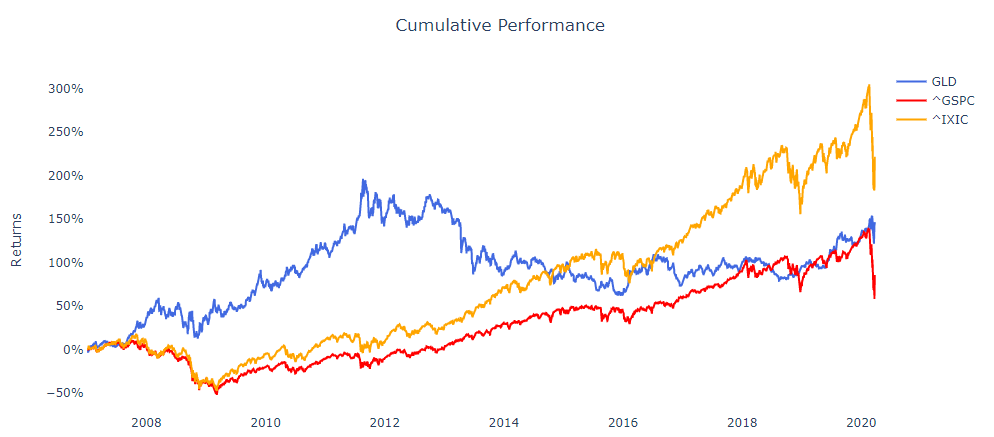 Cumulative Performance
GLD
^GSPC
^IXIC
Returns
300%
250%
200%
150%
100%
50%
0%
−50%
2008 2010 2012 2014 2016 2018 2020